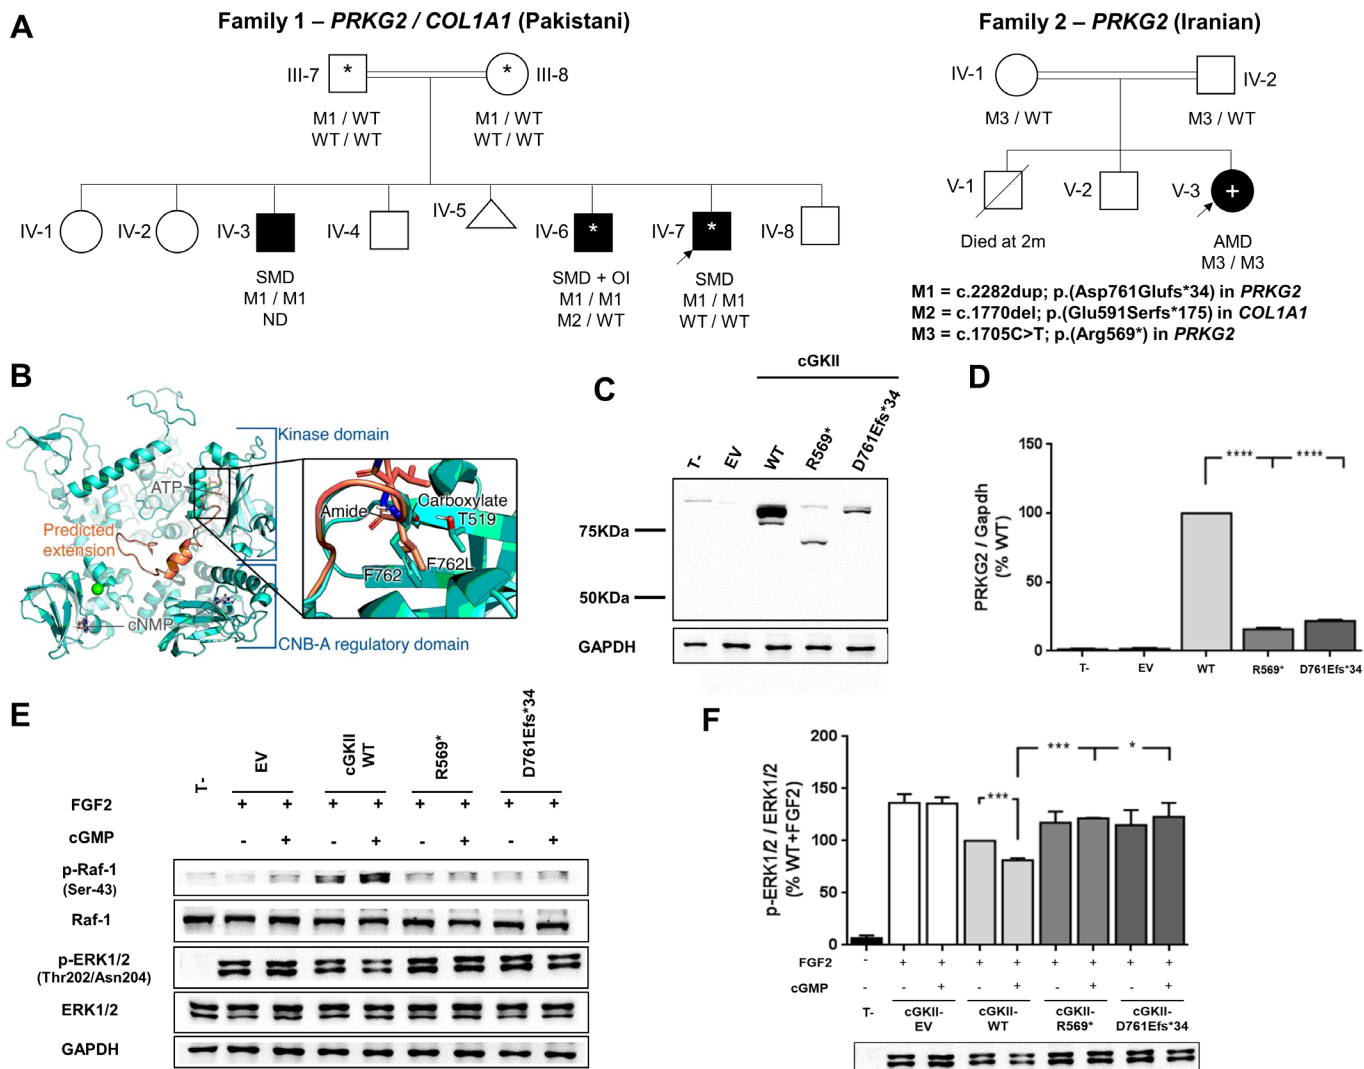 A
Family 1 – PRKG2 / COL1A1 (Pakistani)
III-7 * * III-8
M1 / WT M1 / WT
WT / WT WT / WT
IV-1 IV-2 IV-3 IV-4 IV-5 IV-6 * IV-7 * IV-8
SMD SMD + OI SMD
M1 / M1 M1 / M1 M1 / M1
ND M2 / WT WT / WT
Family 2 – PRKG2 (Iranian)
IV-1 IV-2
M3 / WT M3 / WT
V-1 V-2 V-3 +
Died at 2m AMD
M3 / M3
M1 = c.2282dup; p.(Asp761Glufs*34) in PRKG2
M2 = c.1770del; p.(Glu591Serfs*175) in COL1A1
M3 = c.1705C>T; p.(Arg569*) in PRKG2
B
Kinase domain
ATP
Predicted
extension
cNMP
CNB-A regulatory domain
Carboxylate
Amide
T519
F762
F762L
C
cGKII
T- EV WT R569* D761Efs*34
75KDa
50KDa
GAPDH
D
PRKG2 / Gapdh
(% WT)
150
100
50
0
**** ****
T- EV WT R569* D761Efs*34
E
T- EV cGKII WT R569* D761Efs*34
FGF2 + + + + + + + +
cGMP - + - + - + - +
p-Raf-1
(Ser-43)
Raf-1
p-ERK1/2
(Thr202/Asn204)
ERK1/2
GAPDH
F
p-ERK1/2 / ERK1/2
(% WT+FGF2)
200
150
100
50
0
*** *** *
FGF2 - + + + + + + + +
cGMP - - + - + - + - +
T- cGKII-EV cGKII-WT cGKII-R569* cGKII-D761Efs*34